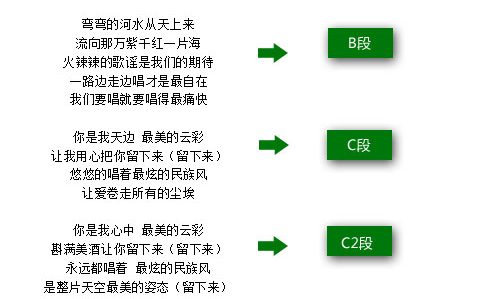 弯弯的河水从天上来
流向那万紫千红一片海
火辣辣的歌谣是我们的期待
一路边走边唱才是最自在
我们要唱就要唱得最痛快
B段
你是我天边 最美的云彩
让我用心把你留下来（留下来）
悠悠的唱着最炫的民族风
让爱卷走所有的尘埃
C段
你是我心中 最美的云彩
斟满美酒让你留下来（留下来）
永远都唱着 最炫的民族风
是整片天空最美的姿态（留下来）
C2段